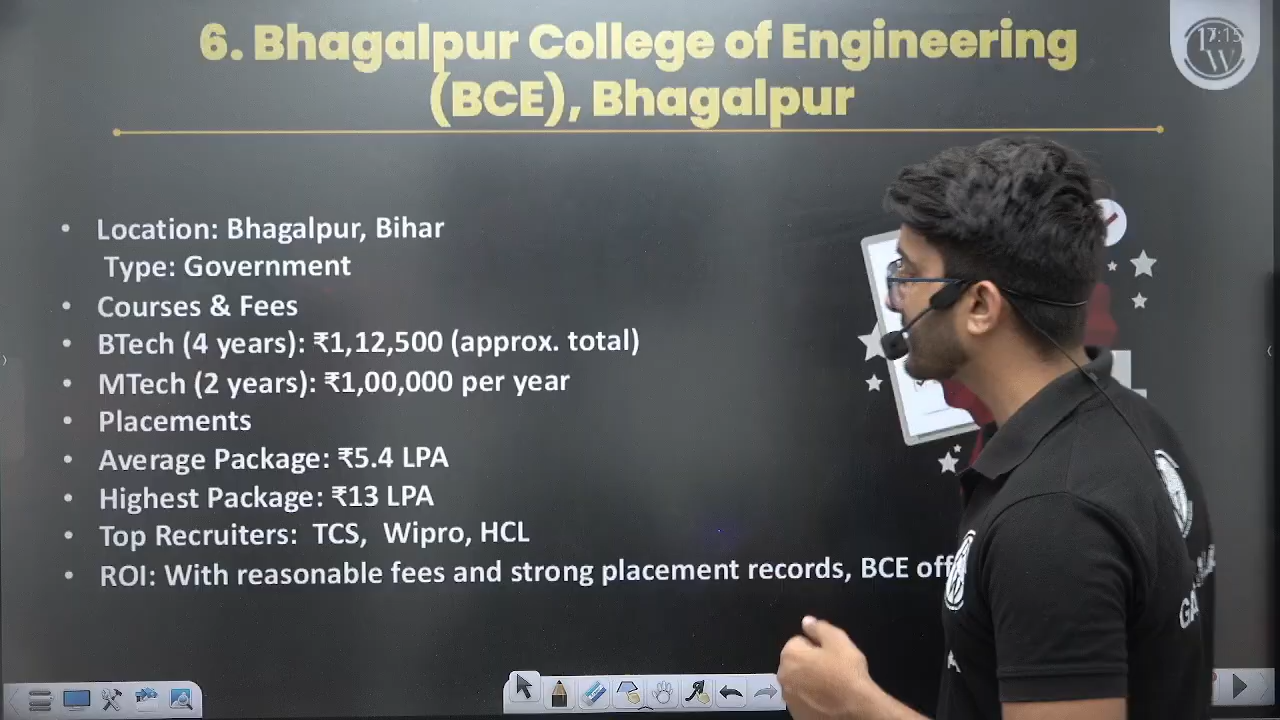 6. Bhagalpur College of Engineering
(BCE), Bhagalpur
17:15
• Location: Bhagalpur, Bihar
Type: Government
• Courses & Fees
• BTech (4 years): ₹1,12,500 (approx. total)
• MTech (2 years): ₹1,00,000 per year
• Placements
• Average Package: ₹5.4 LPA
• Highest Package: ₹13 LPA
• Top Recruiters: TCS, Wipro, HCL
• ROI: With reasonable fees and strong placement records, BCE